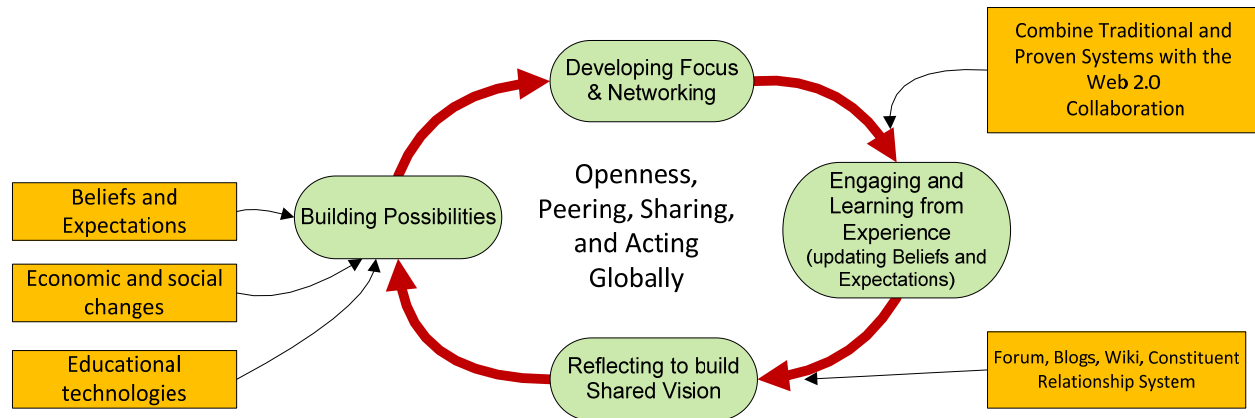 Developing Focus
& Networking
Combine Traditional and
Proven Systems with the
Web 2.0
Collaboration
Beliefs and
Expectations
Building Possibilities
Openness,
Peering, Sharing,
and Acting
Globally
Engaging and
Learning from
Experience
(updating Beliefs and
Expectations)
Economic and social
changes
Educational
technologies
Reflecting to build
Shared Vision
Forum, Blogs, Wiki, Constituent
Relationship System